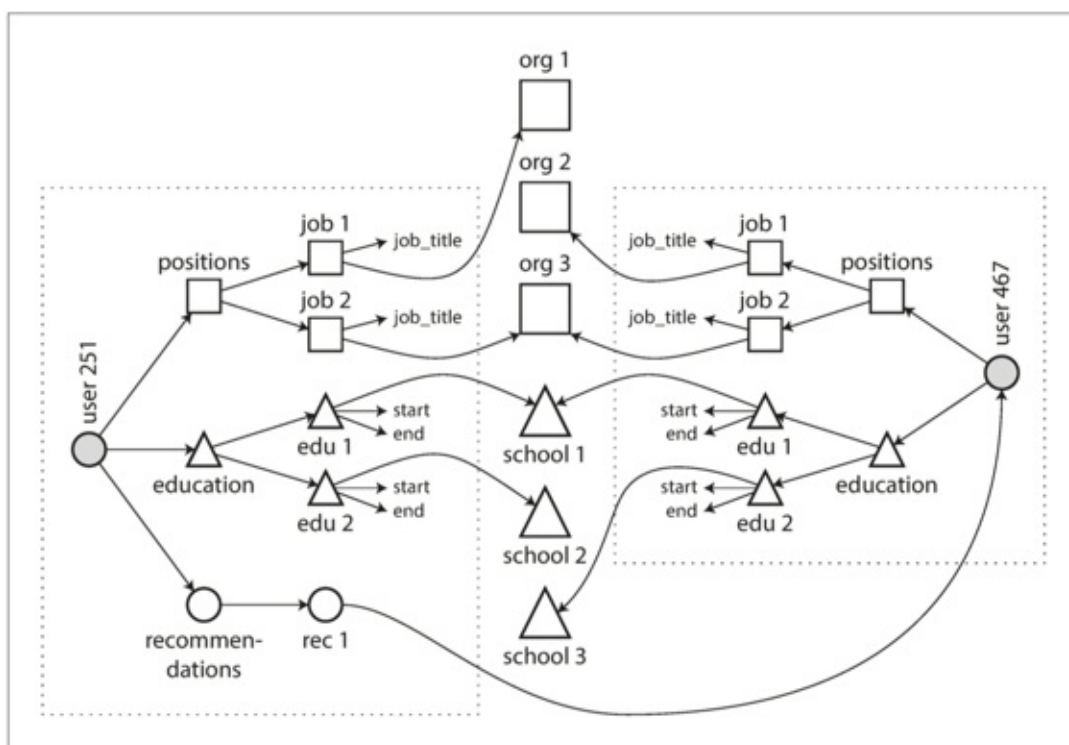 org 1
org 2
job 1
job_title
positions
job 2
job_title
org 3
job 1
job_title
positions
job 2
job_title
user 251
user 467
edu 1
start
end
education
edu 2
start
end
school 1
school 2
school 3
start
end
edu 1
start
end
edu 2
education
recommen-
dations
rec 1